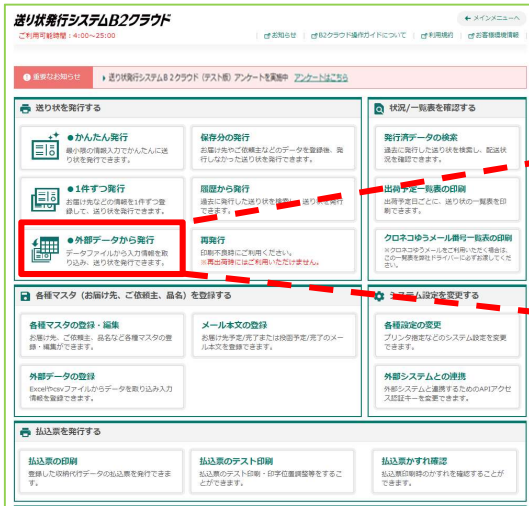 送り状発行システムB2クラウド
← メインメニューへ
ご利用可能時間：4:00～25:00
お知らせ
B2クラウド操作ガイドについて
ご利用規約
お客様環境情報
重要なお知らせ
送り状発行システムB2クラウド（テスト版）アンケートを実施中 アンケートはこちら
送り状を発行する
●かんたん発行
最小限の情報入力でかんたんに送
り状を発行できます。
保存分の発行
お届け先やご依頼主などのデータを登録後、発
行しなかった送り状を発行できます。
●1件ずつ発行
お届け先などの情報を1件ずつ登
録して、送り状を発行できます。
履歴から発行
過去に発行した送り状を検索し、送り状を発行
できます。
●外部データから発行
データファイルから入力情報を取
り込み、送り状を発行できます。
再発行
印刷不良時にご利用ください。
※再出荷時にはご利用いただけません。
状況/一覧表を確認する
発行済データの検索
過去に発行した送り状を検索し、配送状
況を確認できます。
出荷予定一覧表の印刷
出荷予定日ごとに、送り状の一覧表を印
刷できます。
クロネコゆうメール番号一覧表の印刷
※クロネコゆうメールをご利用いただく場合は、
この一覧表を弊社ドライバーに必ずお渡しくだ
さい。
各種マスタ（お届け先、ご依頼主、品名）を登録する
各種マスタの登録・編集
お届け先、ご依頼主、品名など各種マスタの登
録・編集ができます。
メール本文の登録
お届け先予定/完了または投函予定/完了のメー
ル本文を登録できます。
外部データの登録
Excelやcsvファイルからデータを取り込み入力
情報を登録できます。
システム設定を変更する
各種設定の変更
プリンタ指定などのシステム設定を変更
できます。
外部システムとの連携
外部システムと連携するためのAPIアクセ
ス認証キーを変更できます。
払込票を発行する
払込票の印刷
登録した収納代行データの払込票を発行できま
す。
払込票のテスト印刷
払込票のテスト印刷・印字位置調整等をするこ
とができます。
払込票かすれ確認
払込票印刷時のかすれを確認することが
できます。